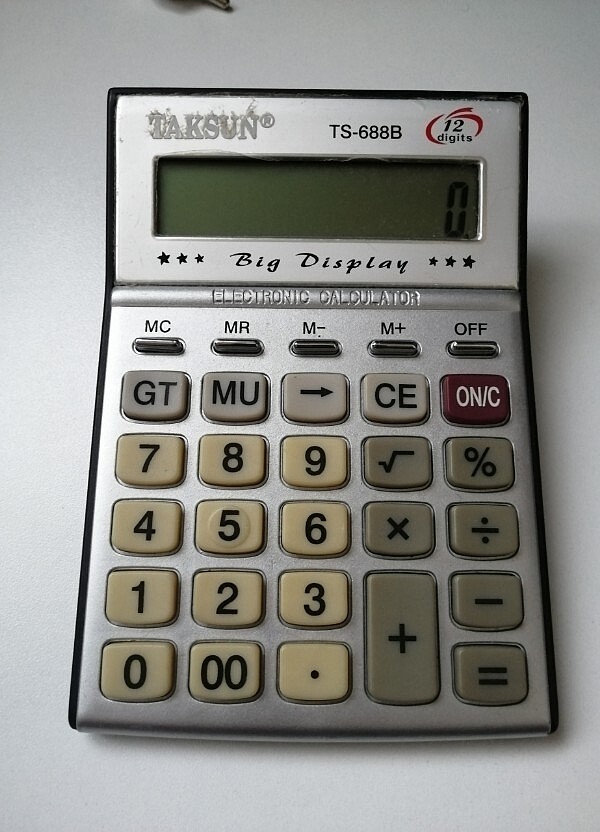 TAKSUN® TS-688B 12 digits
0.
*** Big Display ***
ELECTRONIC CALCULATOR
MC MR M- M+ OFF
GT MU → CE ON/C
7 8 9 √ %
4 5 6 × ÷
1 2 3 + −
0 00 . =